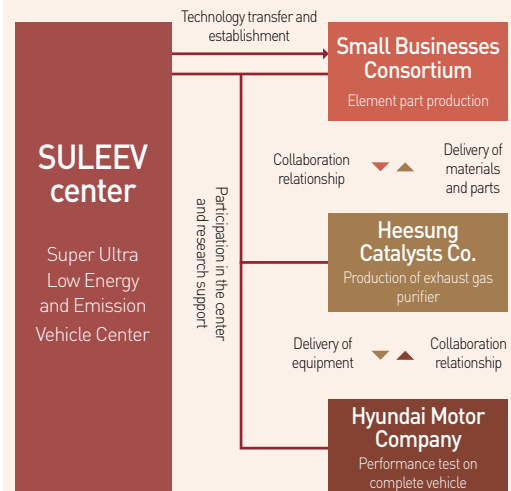 Technology transfer and
establishment
Small Businesses
Consortium
Element part production
SULEEV
center
Super Ultra
Low Energy
and Emission
Vehicle Center
Participation in the center
and research support
Collaboration
relationship
Delivery of
materials
and parts
Heesung
Catalysts Co.
Production of exhaust gas
purifier
Delivery of
equipment
Collaboration
relationship
Hyundai Motor
Company
Performance test on
complete vehicle